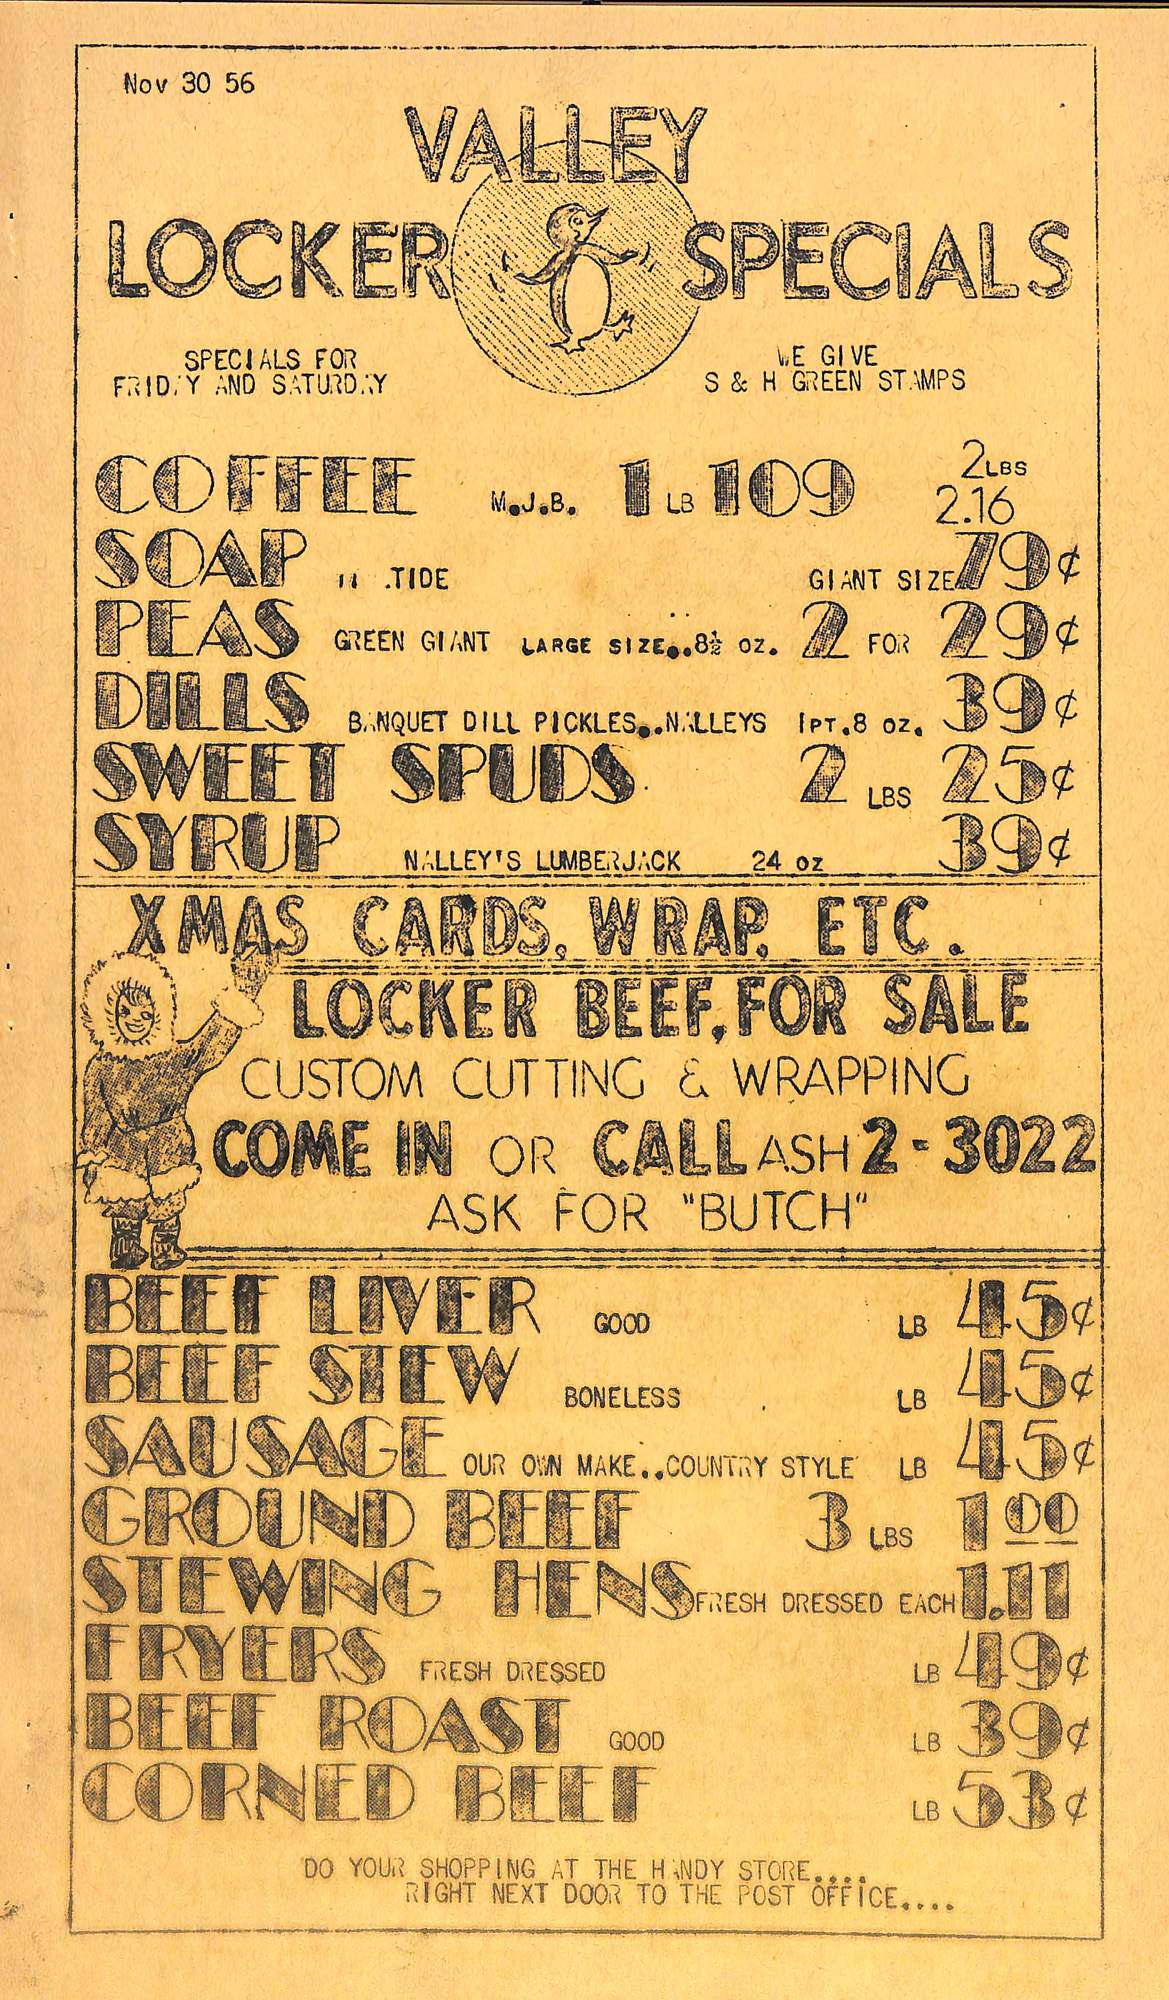 Nov 30 56
VALLEY
LOCKER SPECIALS
SPECIALS FOR
FRIDAY AND SATURDAY
WE GIVE
S & H GREEN STAMPS
COFFEE M.J.B. 1 LB 109 2LBS 2.16
SOAP .TIDE GIANT SIZE 79¢
PEAS GREEN GIANT LARGE SIZE..8½ OZ. 2 FOR 29¢
DILLS BANQUET DILL PICKLES..NALLEYS 1PT.8 OZ. 39¢
SWEET SPUDS 2 LBS 25¢
SYRUP NALLEY'S LUMBERJACK 24 OZ 39¢
XMAS CARDS, WRAP, ETC.
LOCKER BEEF, FOR SALE
CUSTOM CUTTING & WRAPPING
COME IN OR CALL ASH 2-3022
ASK FOR "BUTCH"
BEEF LIVER GOOD LB 45¢
BEEF STEW BONELESS LB 45¢
SAUSAGE OUR OWN MAKE..COUNTRY STYLE LB 45¢
GROUND BEEF 3 LBS 1.00
STEWING HENS FRESH DRESSED EACH 1.11
FRYERS FRESH DRESSED LB 49¢
BEEF ROAST GOOD LB 39¢
CORNED BEEF LB 53¢
DO YOUR SHOPPING AT THE HANDY STORE....
RIGHT NEXT DOOR TO THE POST OFFICE....